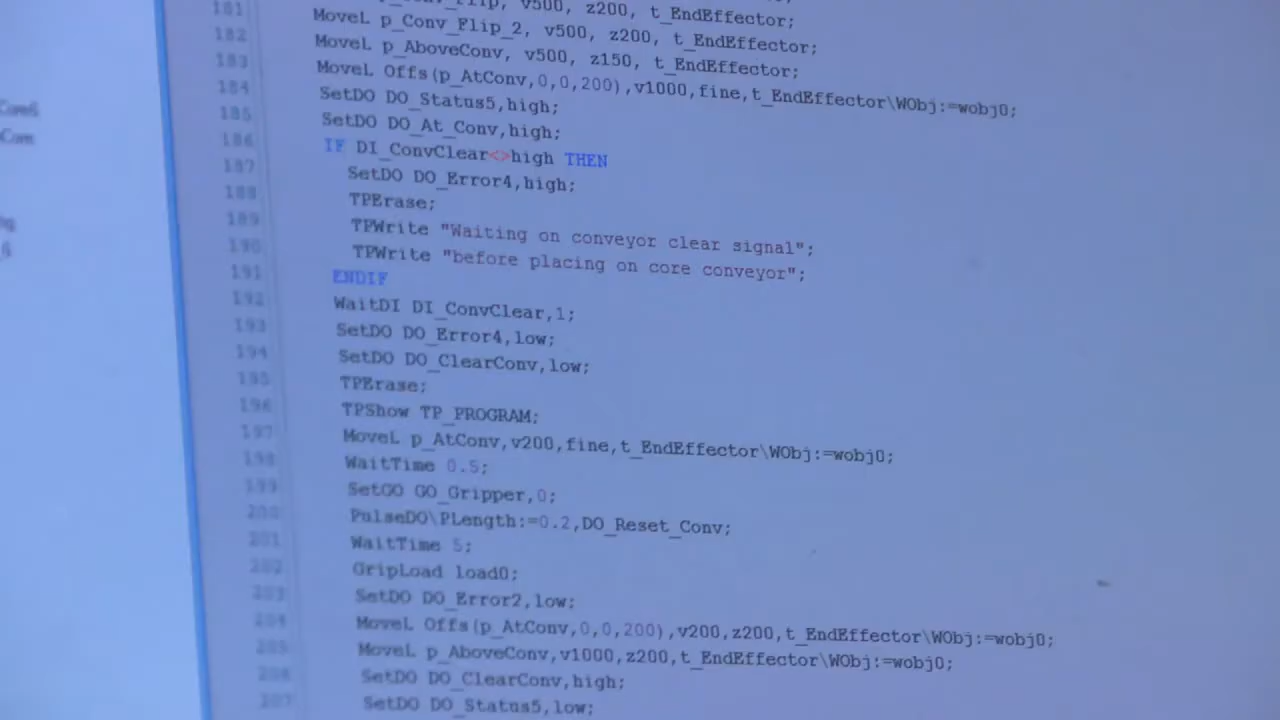 181 v500, z200, t_EndEffector;
182 MoveL p_Conv_Flip_2, v500, z200, t_EndEffector;
183 MoveL p_AboveConv, v500, z150, t_EndEffector;
184 MoveL Offs(p_AtConv,0,0,200),v1000,fine,t_EndEffector\WObj:=wobj0;
185 SetDO DO_Status5,high;
186 SetDO DO_At_Conv,high;
187 IF DI_ConvClear<>high THEN
188 SetDO DO_Error4,high;
189 TPErase;
190 TPWrite "Waiting on conveyor clear signal";
191 TPWrite "before placing on core conveyor";
192 ENDIF
193 WaitDI DI_ConvClear,1;
194 SetDO DO_Error4,low;
195 SetDO DO_ClearConv,low;
196 TPErase;
197 TPShow TP_PROGRAM;
198 MoveL p_AtConv,v200,fine,t_EndEffector\WObj:=wobj0;
199 WaitTime 0.5;
200 SetGO GO_Gripper,0;
201 PulseDO\PLength:=0.2,DO_Reset_Conv;
202 WaitTime 5;
203 GripLoad load0;
204 SetDO DO_Error2,low;
205 MoveL Offs(p_AtConv,0,0,200),v200,z200,t_EndEffector\WObj:=wobj0;
206 MoveL p_AboveConv,v1000,z200,t_EndEffector\WObj:=wobj0;
207 SetDO DO_ClearConv,high;
SetDO DO_Status5,low;